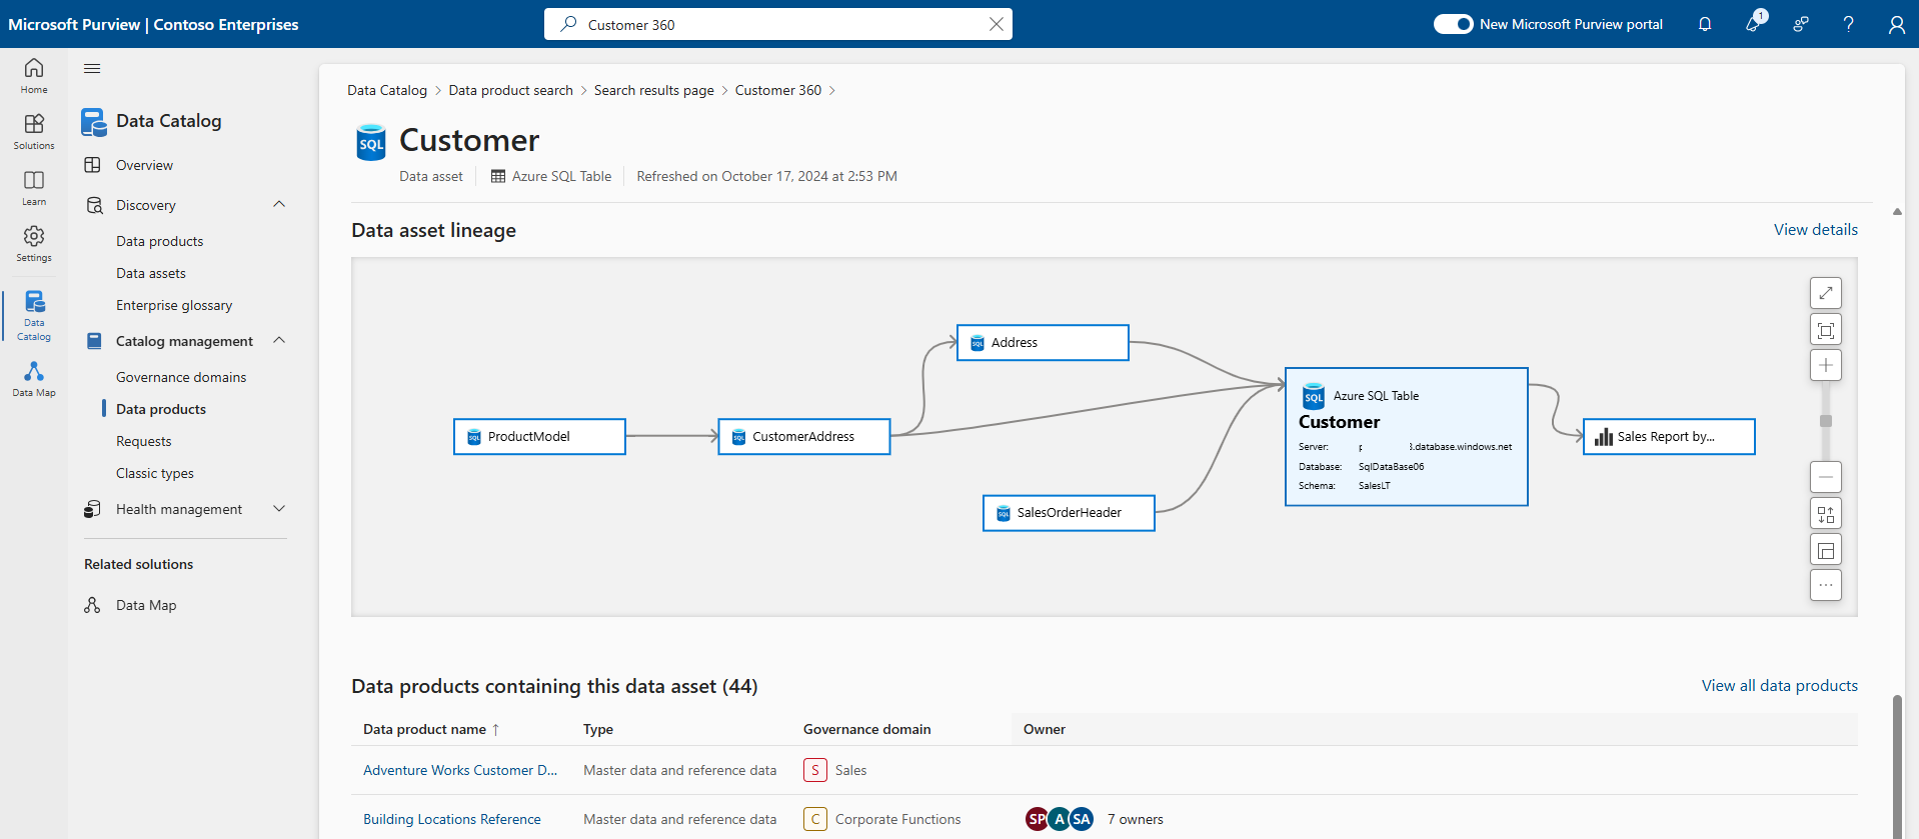 Microsoft Purview | Contoso Enterprises
Customer 360
New Microsoft Purview portal
1
?
Home
Solutions
Learn
Settings
Data
Catalog
Data Map
Data Catalog
Overview
Discovery
Data products
Data assets
Enterprise glossary
Catalog management
Governance domains
Data products
Requests
Classic types
Health management
Related solutions
Data Map
Data Catalog > Data product search > Search results page > Customer 360 >
SQL
Customer
Data asset | Azure SQL Table | Refreshed on October 17, 2024 at 2:53 PM
Data asset lineage
View details
SQL Address
SQL ProductModel
SQL CustomerAddress
SQL SalesOrderHeader
SQL Azure SQL Table
Customer
Server: .database.windows.net
Database: SqlDataBase06
Schema: SalesLT
Sales Report by...
Data products containing this data asset (44)
View all data products
Data product name ↑ Type Governance domain Owner
Adventure Works Customer D... Master data and reference data S Sales
Building Locations Reference Master data and reference data C Corporate Functions SP A SA 7 owners